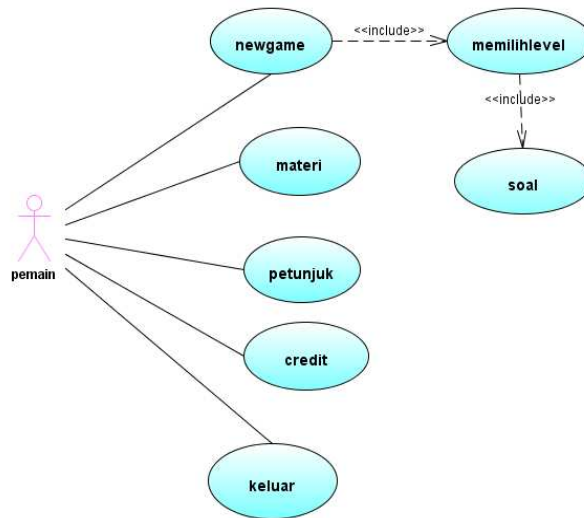 newgame
<<include>>
memilihlevel
<<include>>
materi
soal
pemain
petunjuk
credit
keluar